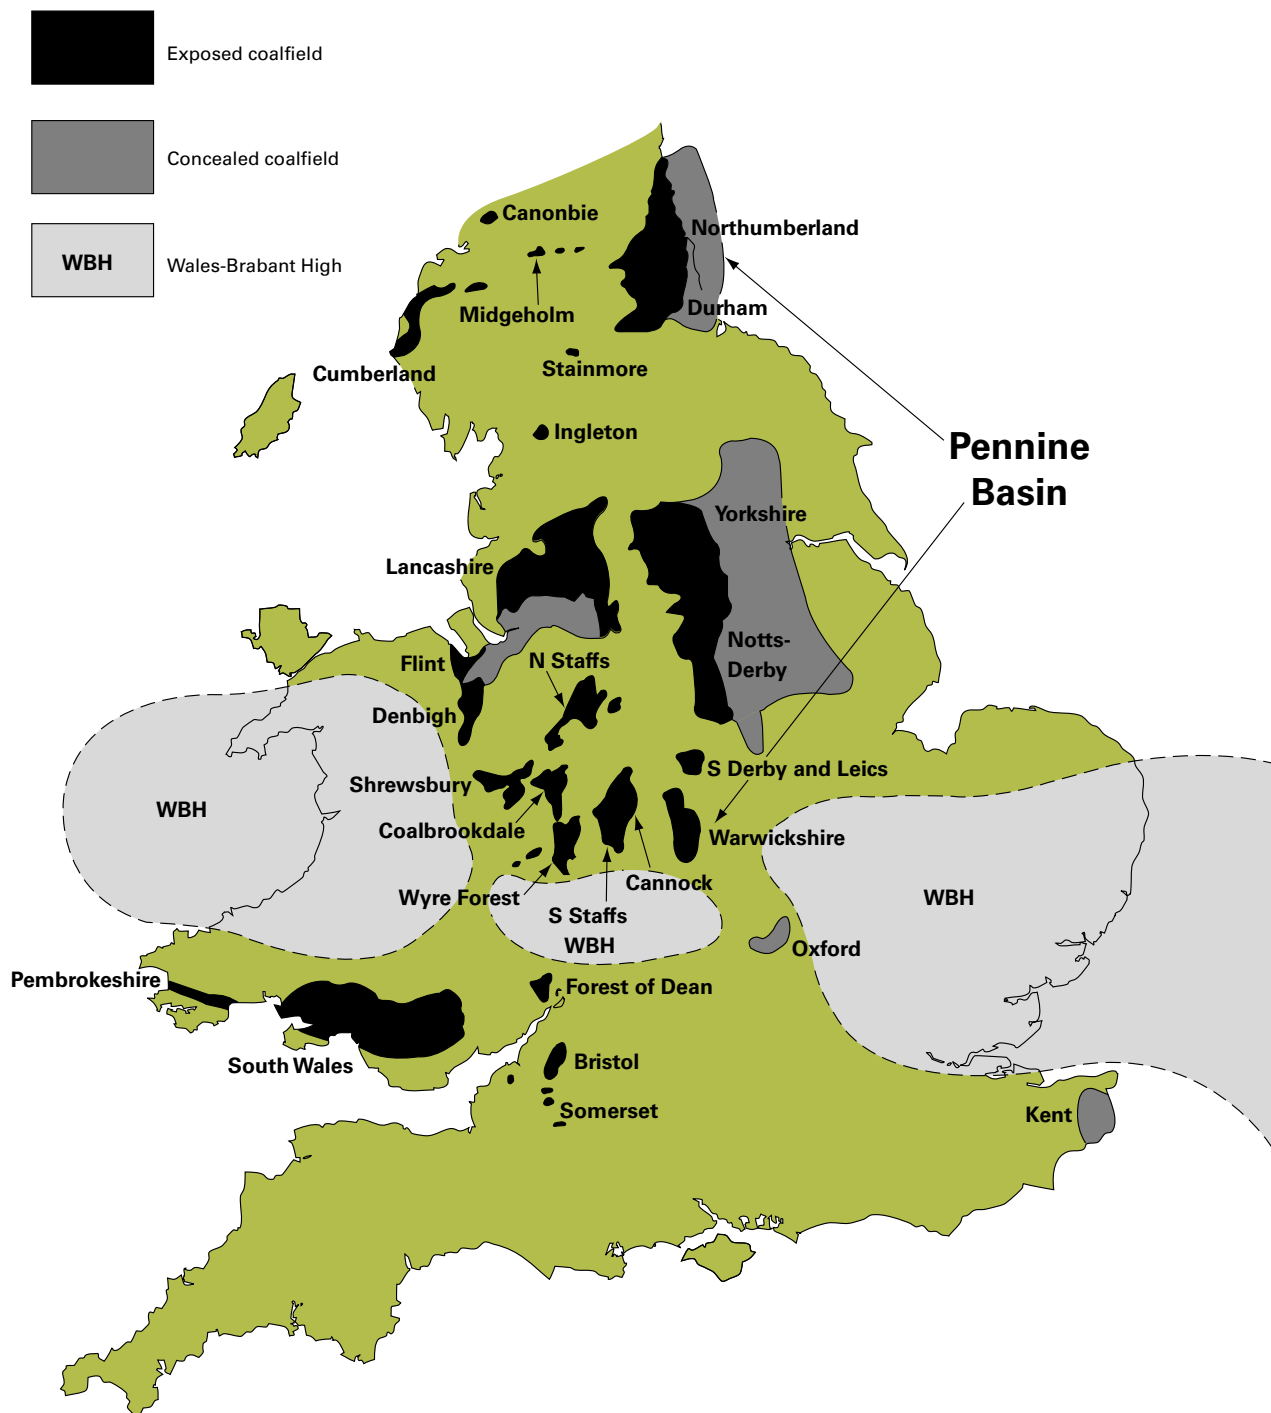 Exposed coalfield
Concealed coalfield
WBH
Wales-Brabant High
Canonbie
Northumberland
Midgeholm
Durham
Stainmore
Cumberland
Ingleton
Pennine
Basin
Yorkshire
Lancashire
Notts-
Derby
Flint
N Staffs
Denbigh
S Derby and Leics
Shrewsbury
WBH
Coalbrookdale
Warwickshire
Cannock
Wyre Forest
WBH
S Staffs
WBH
Oxford
Pembrokeshire
Forest of Dean
South Wales
Bristol
Somerset
Kent